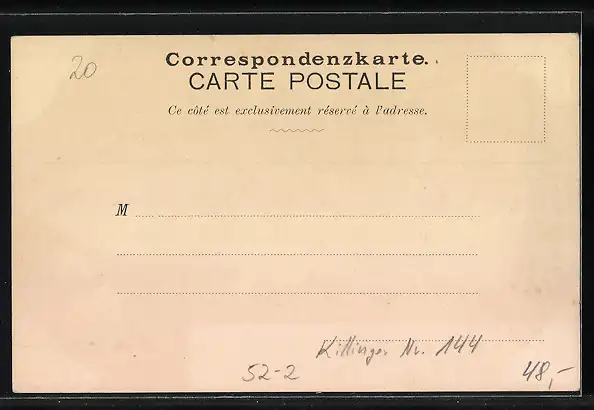 20
Correspondenzkarte.
CARTE POSTALE
Ce côté est exclusivement réservé à l'adresse.
M
Killinger Nr. 144
52-2
48,-